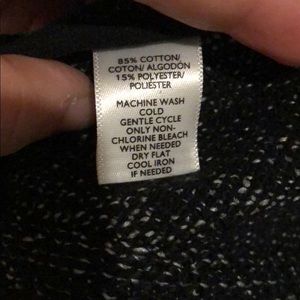 85% COTTON/
COTON/ ALGODON
15% POLYESTER/
POLIESTER
MACHINE WASH
COLD
GENTLE CYCLE
ONLY NON-
CHLORINE BLEACH
WHEN NEEDED
DRY FLAT
COOL IRON
IF NEEDED